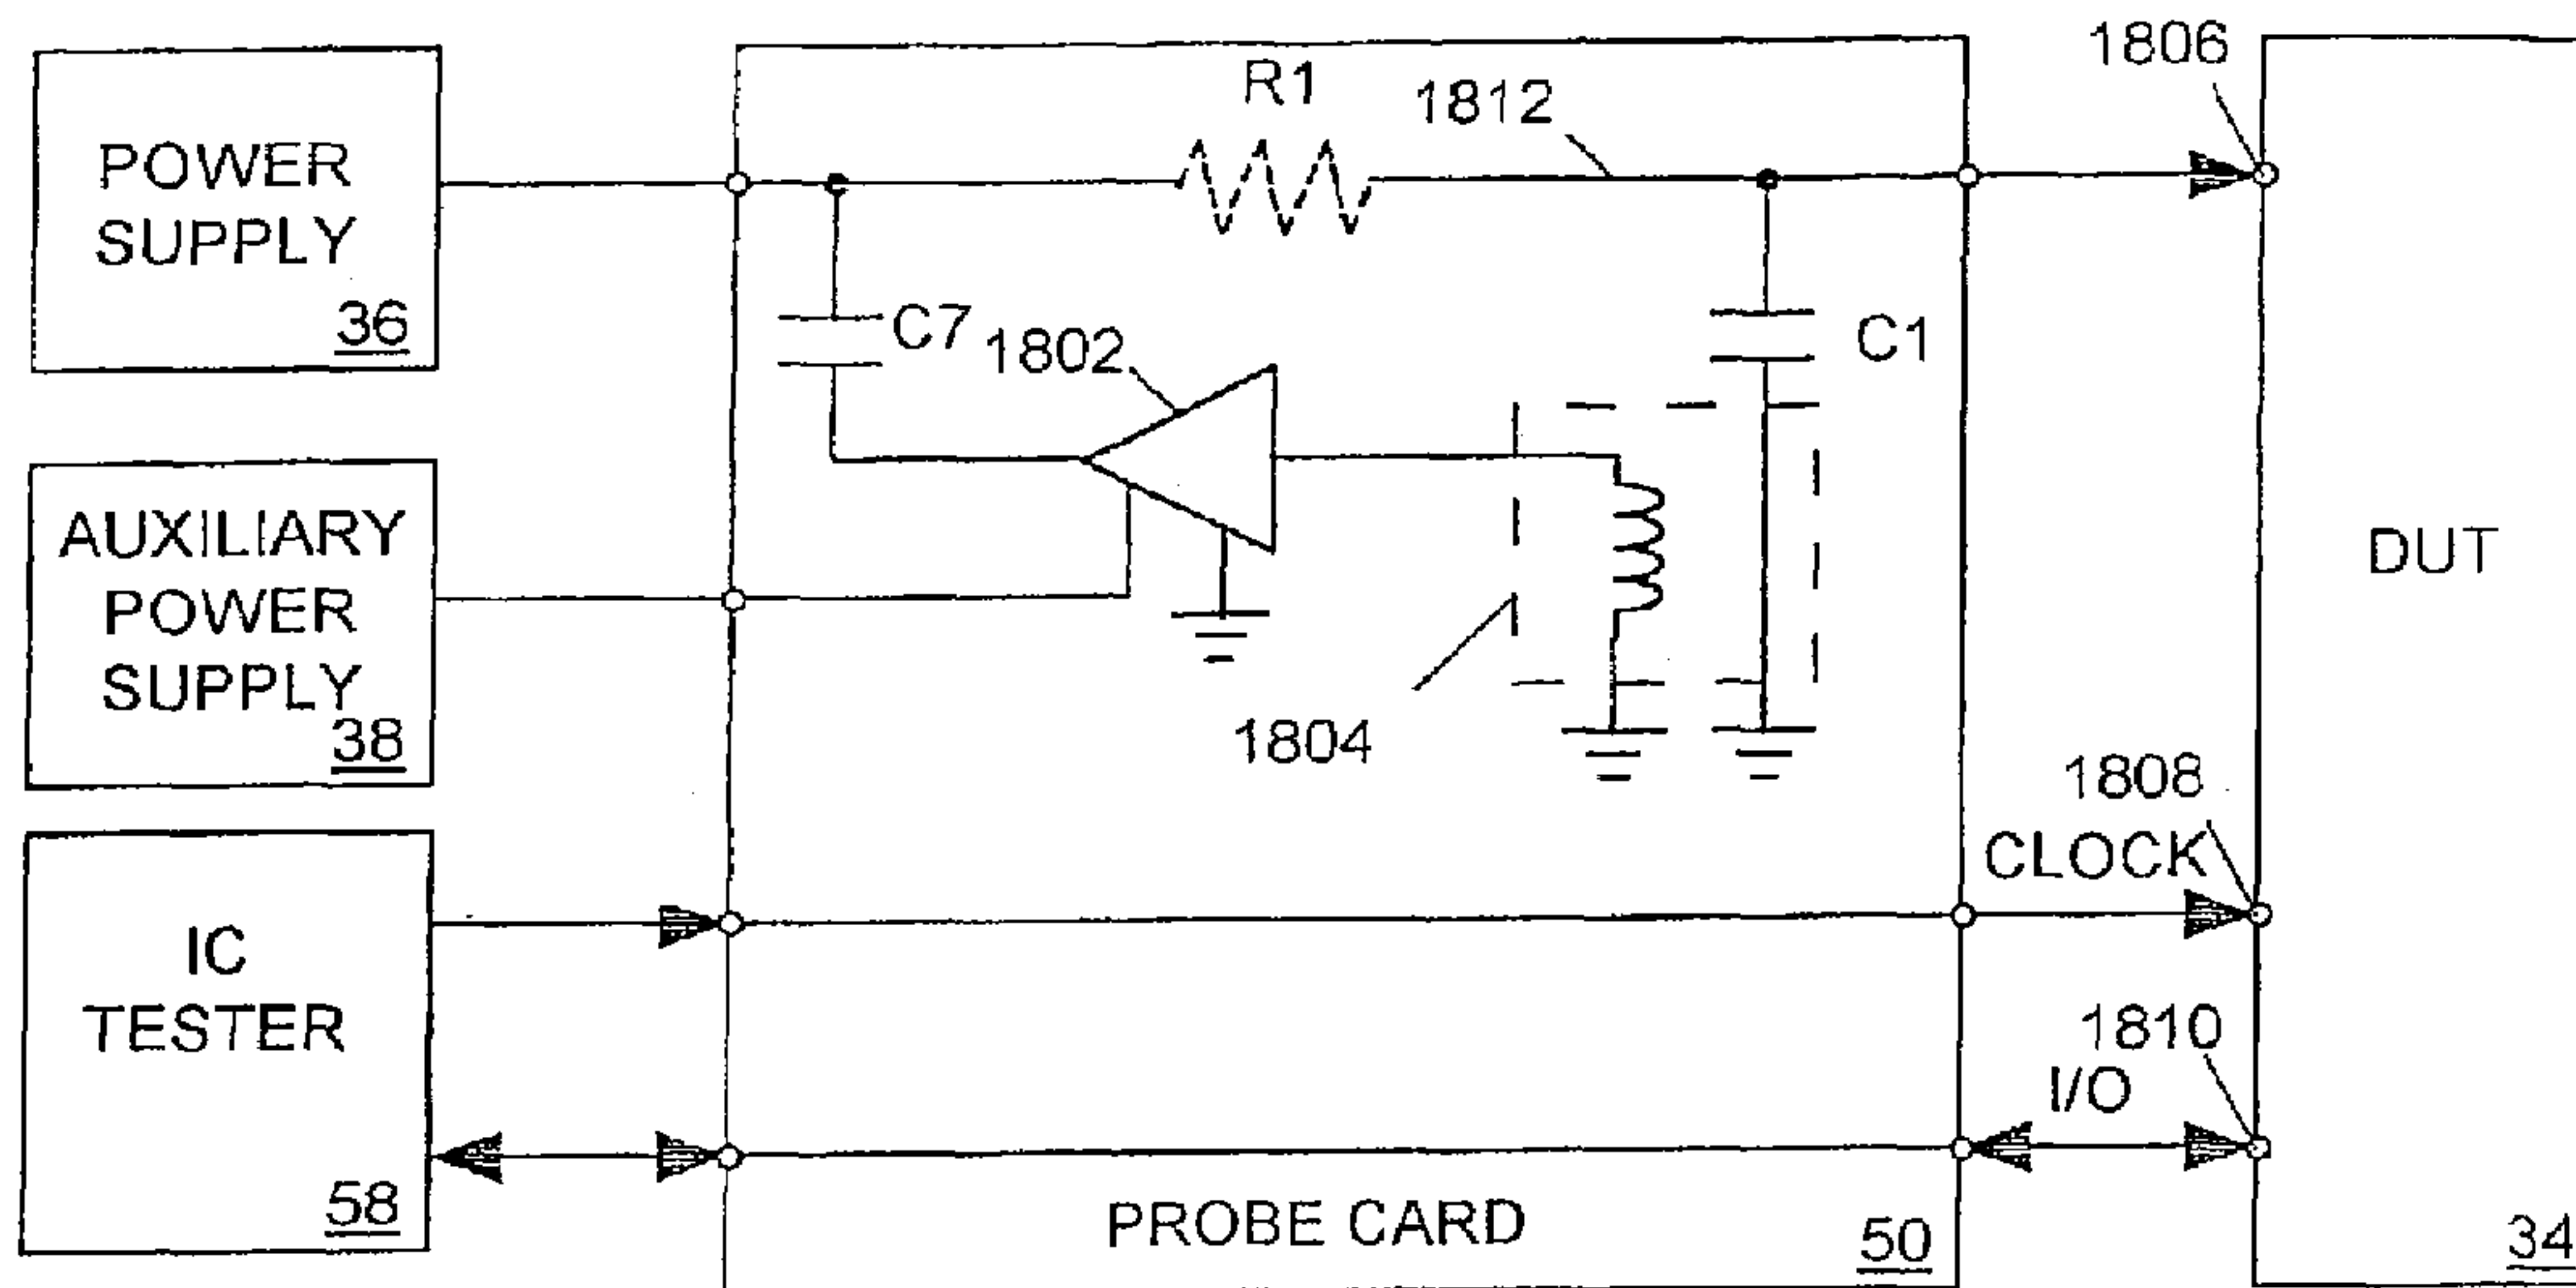 POWER
SUPPLY
36
AUXILIARY
POWER
SUPPLY
38
IC
TESTER
58
R1
1812
C7
1802
C1
1804
PROBE CARD
50
1806
1808
CLOCK
1810
I/O
DUT
34